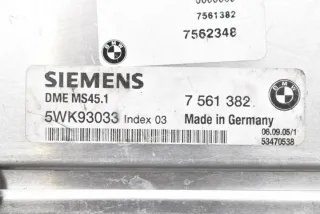 7561382
7562348
SIEMENS
DME MS45.1
7 561 382
5WK93033 Index 03
Made in Germany
06.09.05/1
53470538